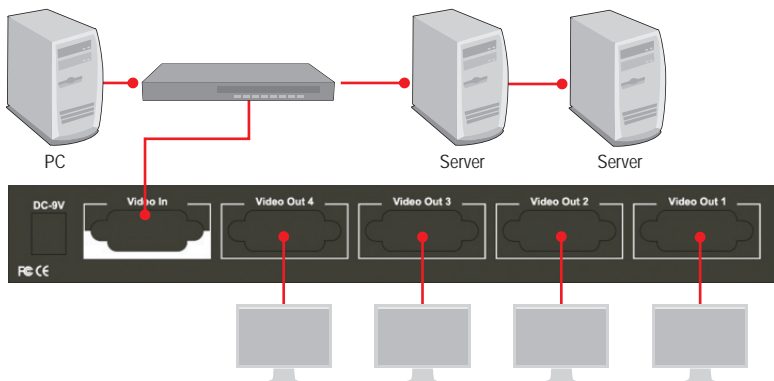 PC
Server
Server
DC-9V
Video In
Video Out 4
Video Out 3
Video Out 2
Video Out 1
FC CE